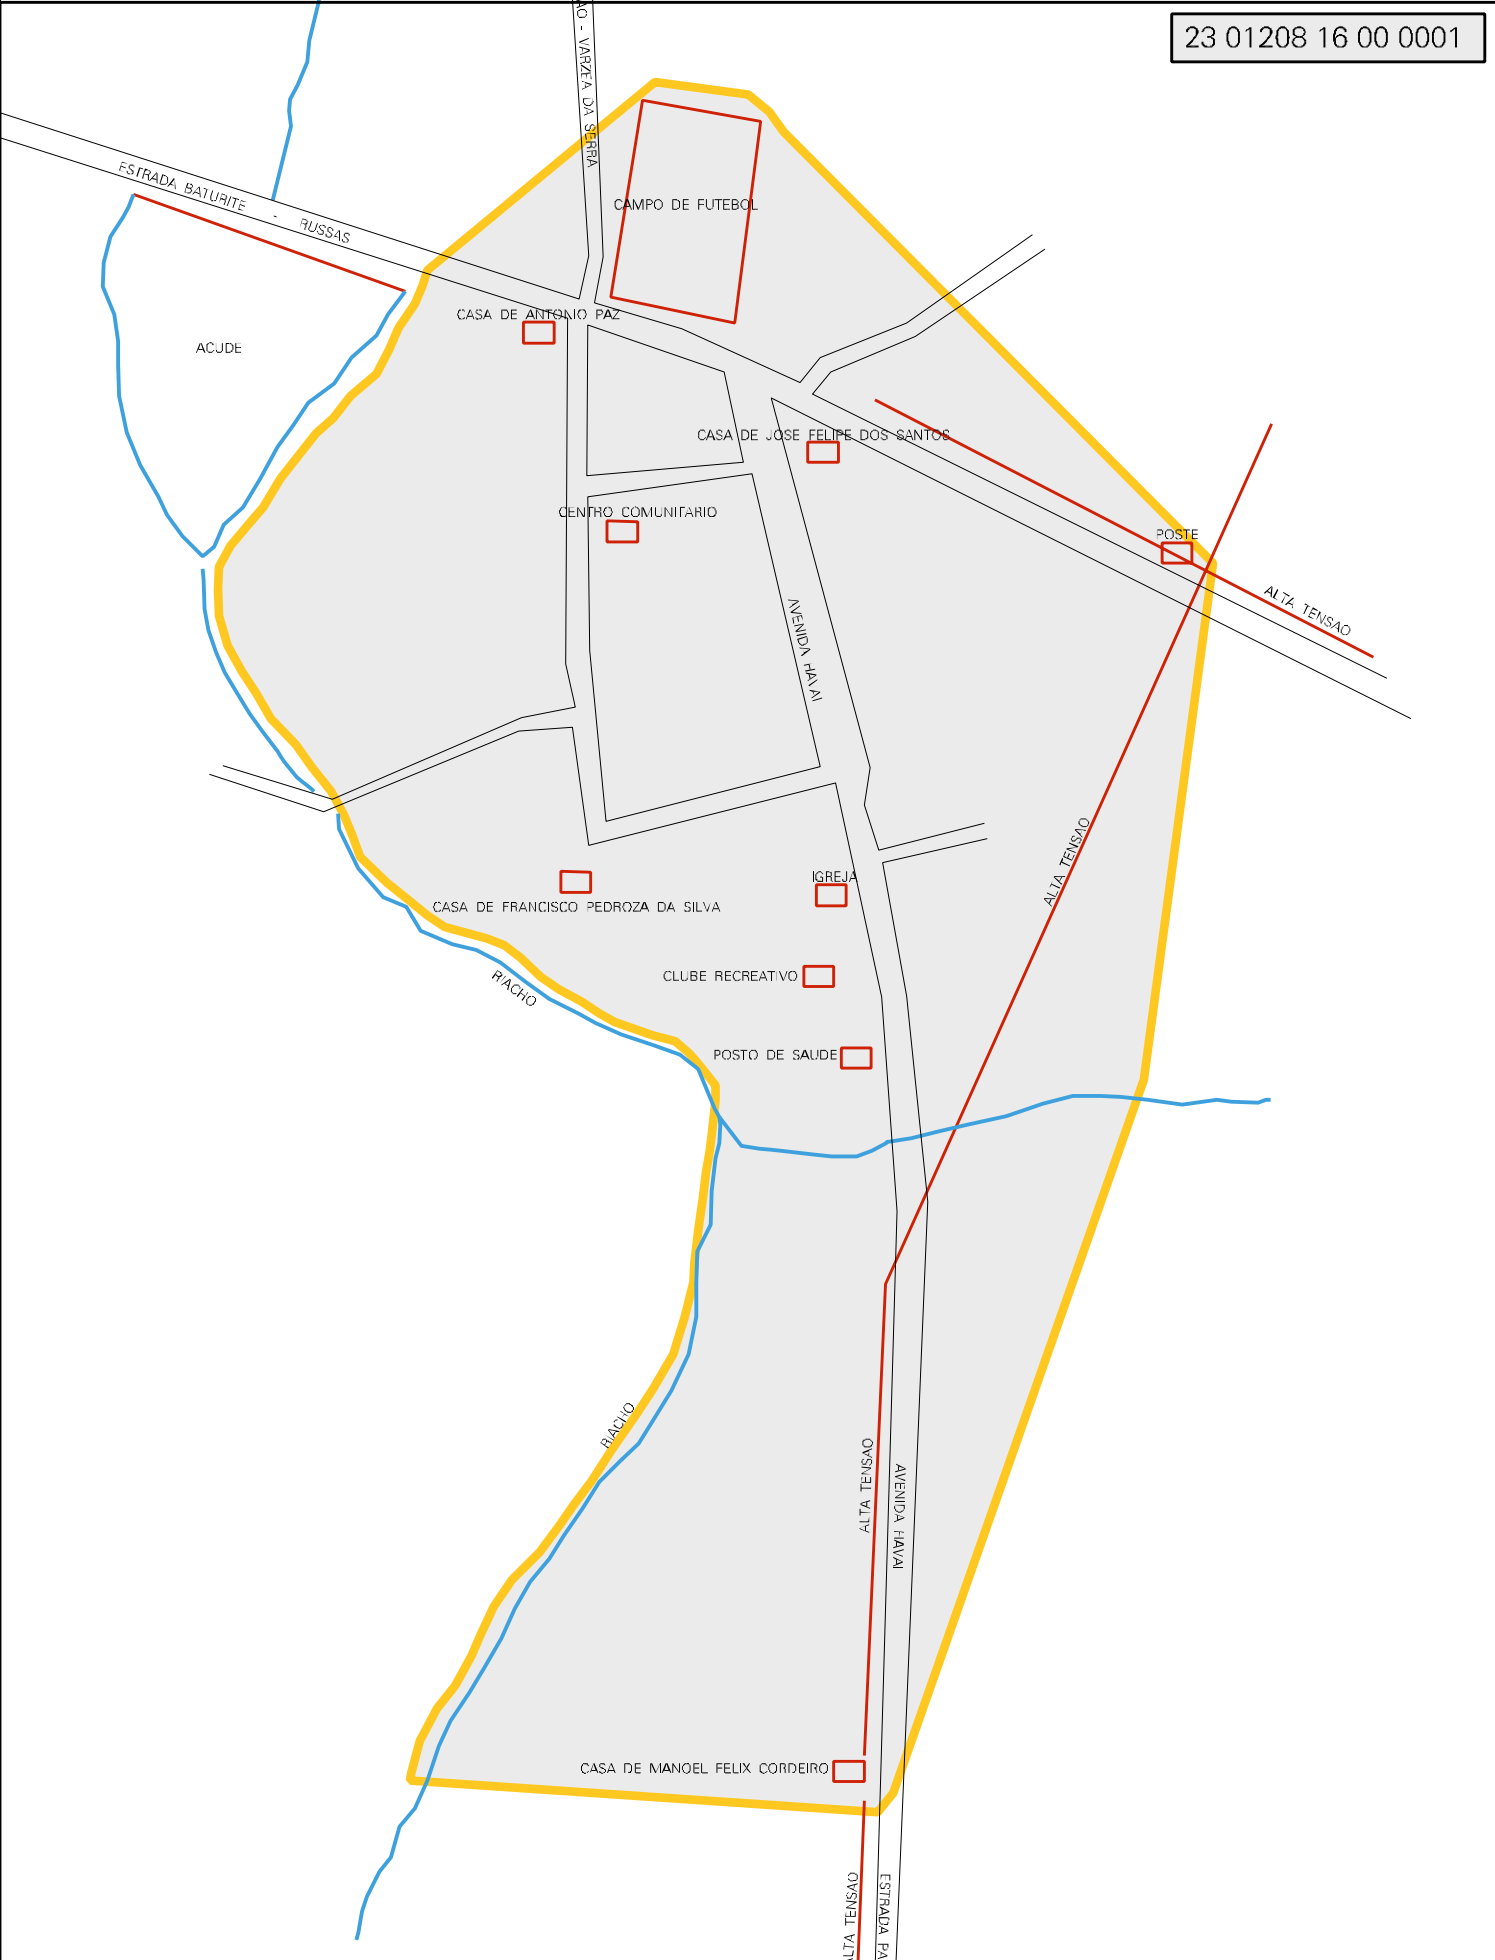 23 01208 16 00 0001
VARZEA DA SERRA
ESTRADA BATURITE - RUSSAS
CAMPO DE FUTEBOL
CASA DE ANTONIO PAZ
ACUDE
CASA DE JOSE FELIPE DOS SANTOS
CENTRO COMUNITARIO
POSTE
ALTA TENSAO
AVENIDA HAVAI
ALTA TENSAO
IGREJA
CASA DE FRANCISCO PEDROZA DA SILVA
CLUBE RECREATIVO
RIACHO
POSTO DE SAUDE
RIACHO
ALTA TENSAO
AVENIDA HAVAI
CASA DE MANOEL FELIX CORDEIRO
ALTA TENSAO
ESTRADA